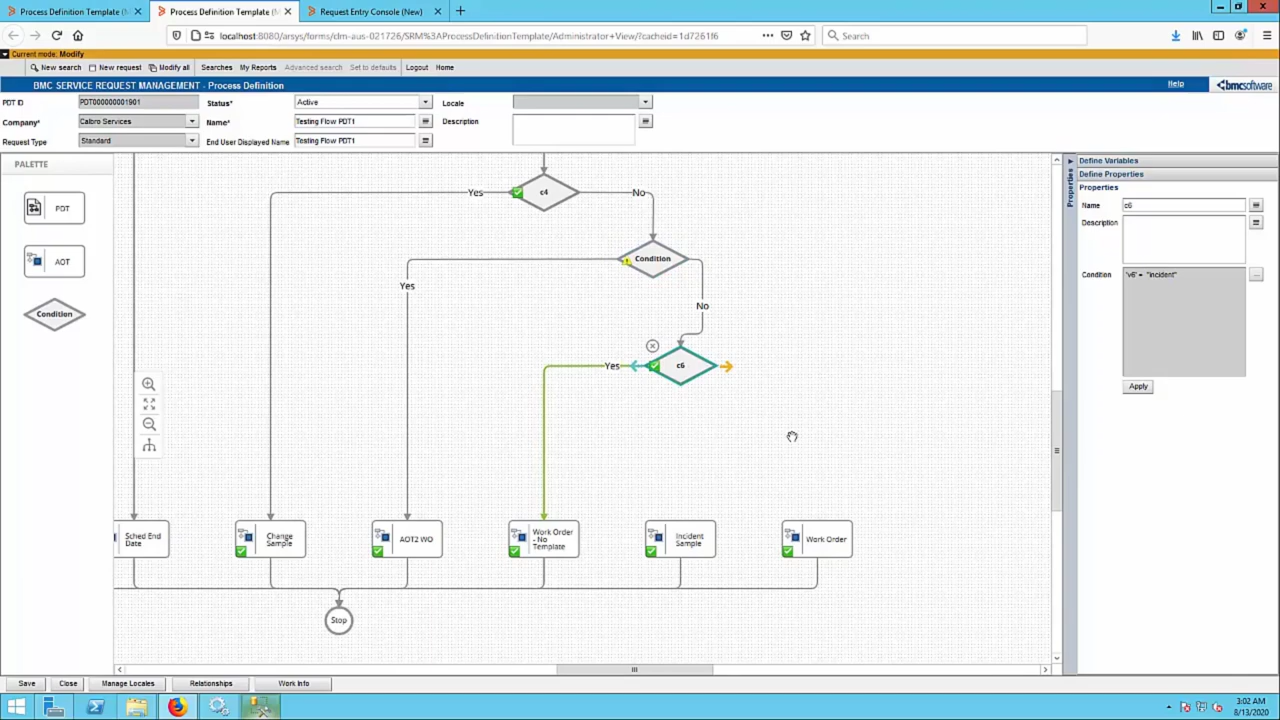 Process Definition Template (M
Process Definition Template (M
Request Entry Console (New)
localhost:8080/arsys/forms/clm-aus-021726/SRM%3AProcessDefinitionTemplate/Administrator+View/?cacheid=1d7261f6
Search
Current mode: Modify
New search
New request
Modify all
Searches
My Reports
Advanced search
Set to defaults
Logout
Home
BMC SERVICE REQUEST MANAGEMENT - Process Definition
Help
bmcsoftware
PDT ID
PDT000000001901
Status*
Active
Locale
Company*
Calbro Services
Name*
Testing Flow PDT1
Description
Request Type
Standard
End User Displayed Name
Testing Flow PDT1
PALETTE
PDT
AOT
Condition
Yes
c4
No
Condition
Yes
No
Yes
c6
Sched End
Date
Change
Sample
AOT2 WO
Work Order
- No
Template
Incident
Sample
Work Order
Stop
Properties
Define Variables
Define Properties
Properties
Name
c6
Description
Condition
'v6' = "incident"
...
Apply
Save
Close
Manage Locales
Relationships
Work Info
3:02 AM
8/13/2020